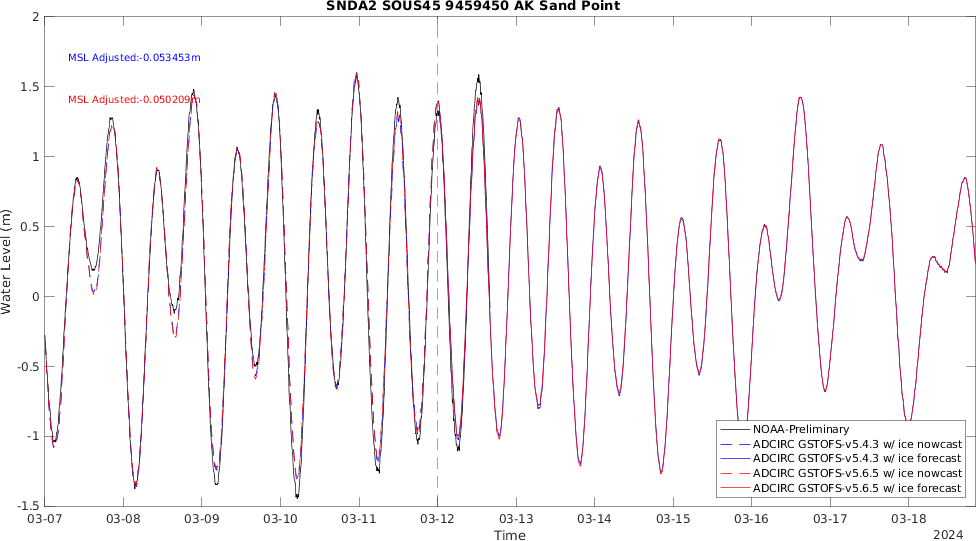 SNDA2 SOUS45 9459450 AK Sand Point
2
MSL Adjusted:-0.053453m
1.5
MSL Adjusted:-0.050209m
1
0.5
Water Level (m)
0
-0.5
-1
-1.5
NOAA-Preliminary
ADCIRC GSTOFS-v5.4.3 w/ ice nowcast
ADCIRC GSTOFS-v5.4.3 w/ ice forecast
ADCIRC GSTOFS-v5.6.5 w/ ice nowcast
ADCIRC GSTOFS-v5.6.5 w/ ice forecast
03-07 03-08 03-09 03-10 03-11 03-12 03-13 03-14 03-15 03-16 03-17 03-18
Time
2024